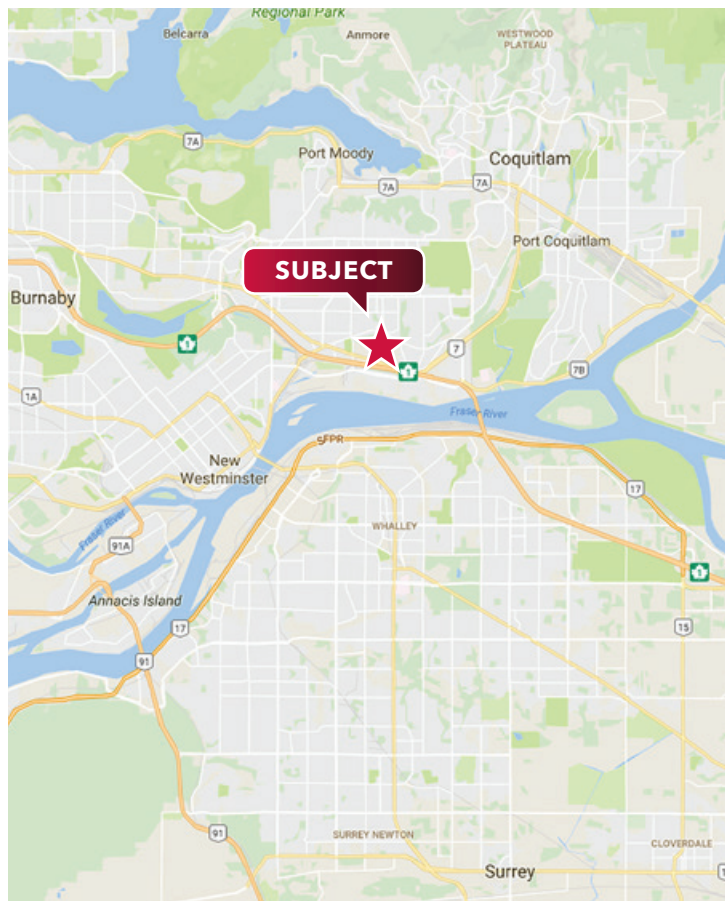 Regional Park
Belcarra
Anmore
WESTWOOD
PLATEAU
7A
Port Moody
Coquitlam
7A
7A
Port Coquitlam
SUBJECT
Burnaby
1
7
1
7B
1A
Fraser River
SFPR
New
Westminster
17
Fraser River
WHALLEY
91A
1
Annacis Island
17
15
91
91
SURREY NEWTON
CLOVERDALE
Surrey